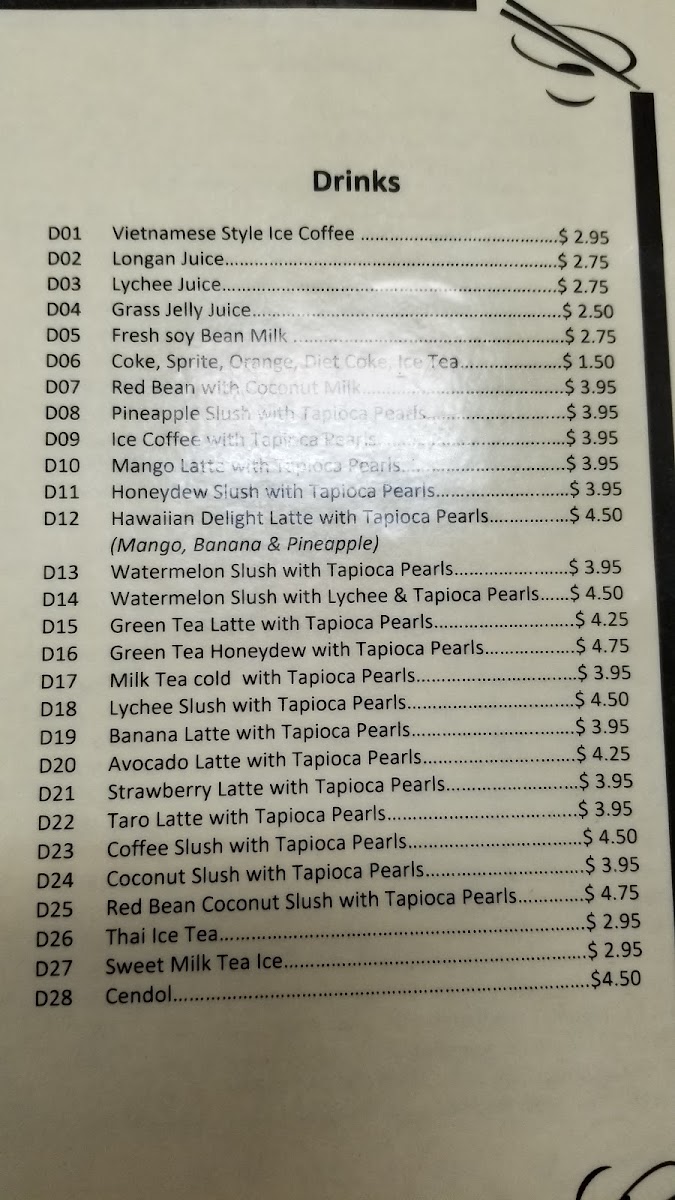 Drinks
D01 Vietnamese Style Ice Coffee ........................................$ 2.95
D02 Longan Juice....................................................................$ 2.75
D03 Lychee Juice....................................................................$ 2.75
D04 Grass Jelly Juice...............................................................$ 2.50
D05 Fresh soy Bean Milk .......................................................$ 2.75
D06 Coke, Sprite, Orange, Diet Coke, Ice Tea.....................$ 1.50
D07 Red Bean with Coconut Milk.........................................$ 3.95
D08 Pineapple Slush with Tapioca Pearls............................$ 3.95
D09 Ice Coffee with Tapioca Pearls......................................$ 3.95
D10 Mango Latte with Tapioca Pearls..................................$ 3.95
D11 Honeydew Slush with Tapioca Pearls...........................$ 3.95
D12 Hawaiian Delight Latte with Tapioca Pearls................$ 4.50
(Mango, Banana & Pineapple)
D13 Watermelon Slush with Tapioca Pearls.......................$ 3.95
D14 Watermelon Slush with Lychee & Tapioca Pearls......$ 4.50
D15 Green Tea Latte with Tapioca Pearls............................$ 4.25
D16 Green Tea Honeydew with Tapioca Pearls..................$ 4.75
D17 Milk Tea cold  with Tapioca Pearls................................$ 3.95
D18 Lychee Slush with Tapioca Pearls..................................$ 4.50
D19 Banana Latte with Tapioca Pearls.................................$ 3.95
D20 Avocado Latte with Tapioca Pearls...............................$ 4.25
D21 Strawberry Latte with Tapioca Pearls...........................$ 3.95
D22 Taro Latte with Tapioca Pearls......................................$ 3.95
D23 Coffee Slush with Tapioca Pearls..................................$ 4.50
D24 Coconut Slush with Tapioca Pearls...............................$ 3.95
D25 Red Bean Coconut Slush with Tapioca Pearls.............$ 4.75
D26 Thai Ice Tea.......................................................................$ 2.95
D27 Sweet Milk Tea Ice...........................................................$ 2.95
D28 Cendol................................................................................$4.50